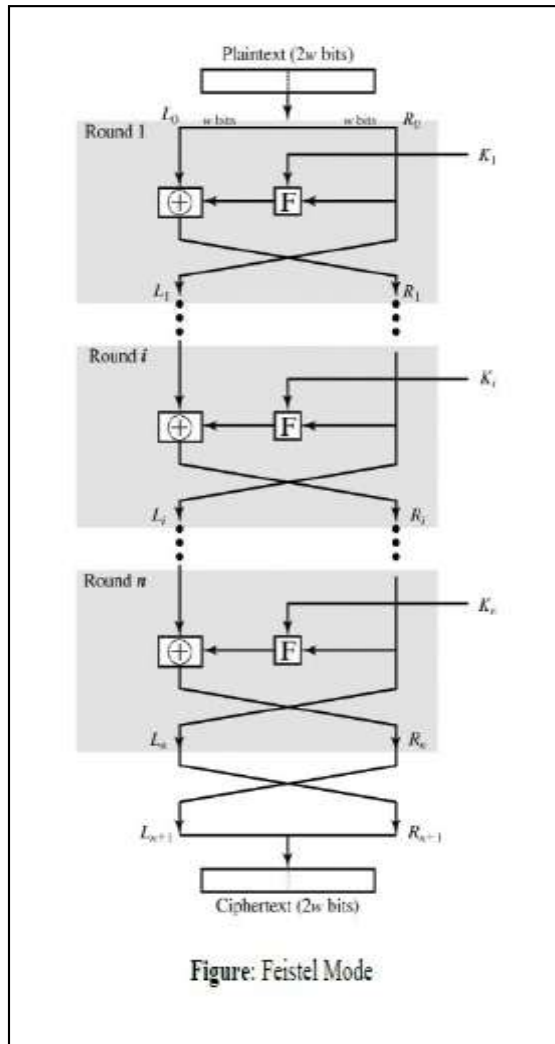 Plaintext (2w bits)
L0 w bits w bits R0
Round 1
K1
F
L1 R1
Round i
Ki
F
Li Ri
Round n
Kn
F
Ln Rn
Ln+1 Rn+1
Ciphertext (2w bits)
Figure: Feistel Mode